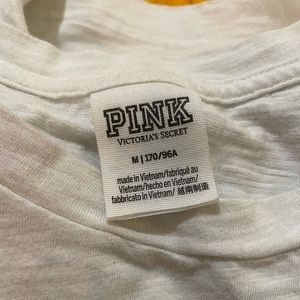 PINK
VICTORIA'S SECRET
M | 170/96A
made in Vietnam/fabriqué au
Vietnam/hecho en Vietnam/
fabbricato in Vietnam/ 越南制造